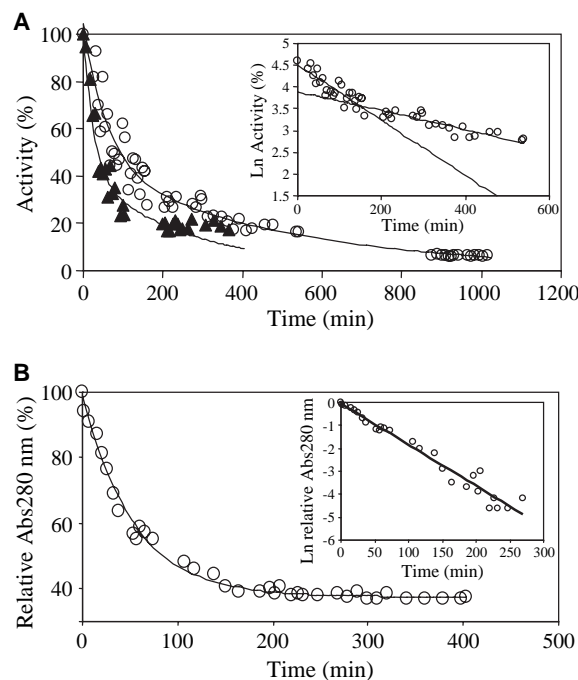 A
Activity (%)
100
80
60
40
20
0
0 200 400 600 800 1000 1200
Time (min)
Ln Activity (%)
5
4.5
4
3.5
3
2.5
2
1.5
0 200 400 600
Time (min)
B
Relative Abs280 nm (%)
100
80
60
40
0 100 200 300 400 500
Time (min)
Ln relative Abs280 nm
0
-1
-2
-3
-4
-5
-6
0 50 100 150 200 250 300
Time (min)